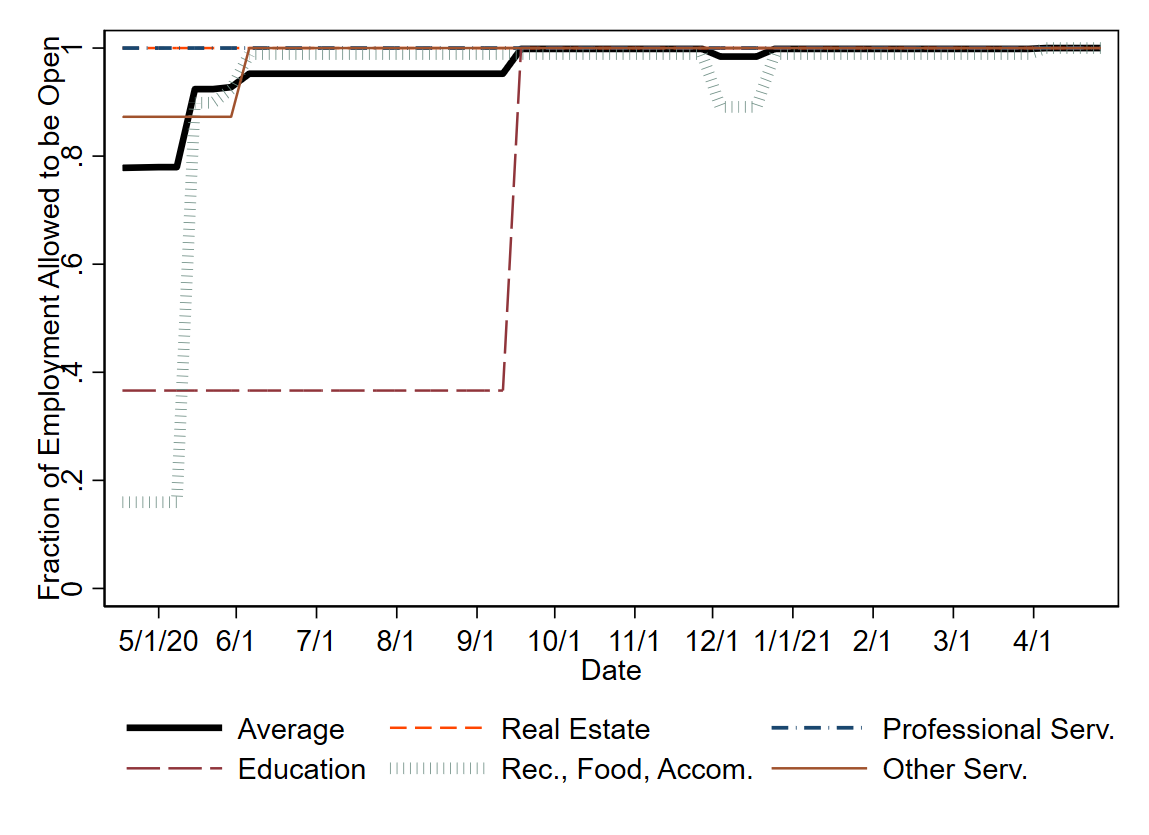 Fraction of Employment Allowed to be Open
1
.8
.6
.4
.2
0
5/1/20 6/1 7/1 8/1 9/1 10/1 11/1 12/1 1/1/21 2/1 3/1 4/1
Date
Average Real Estate Professional Serv.
Education Rec., Food, Accom. Other Serv.